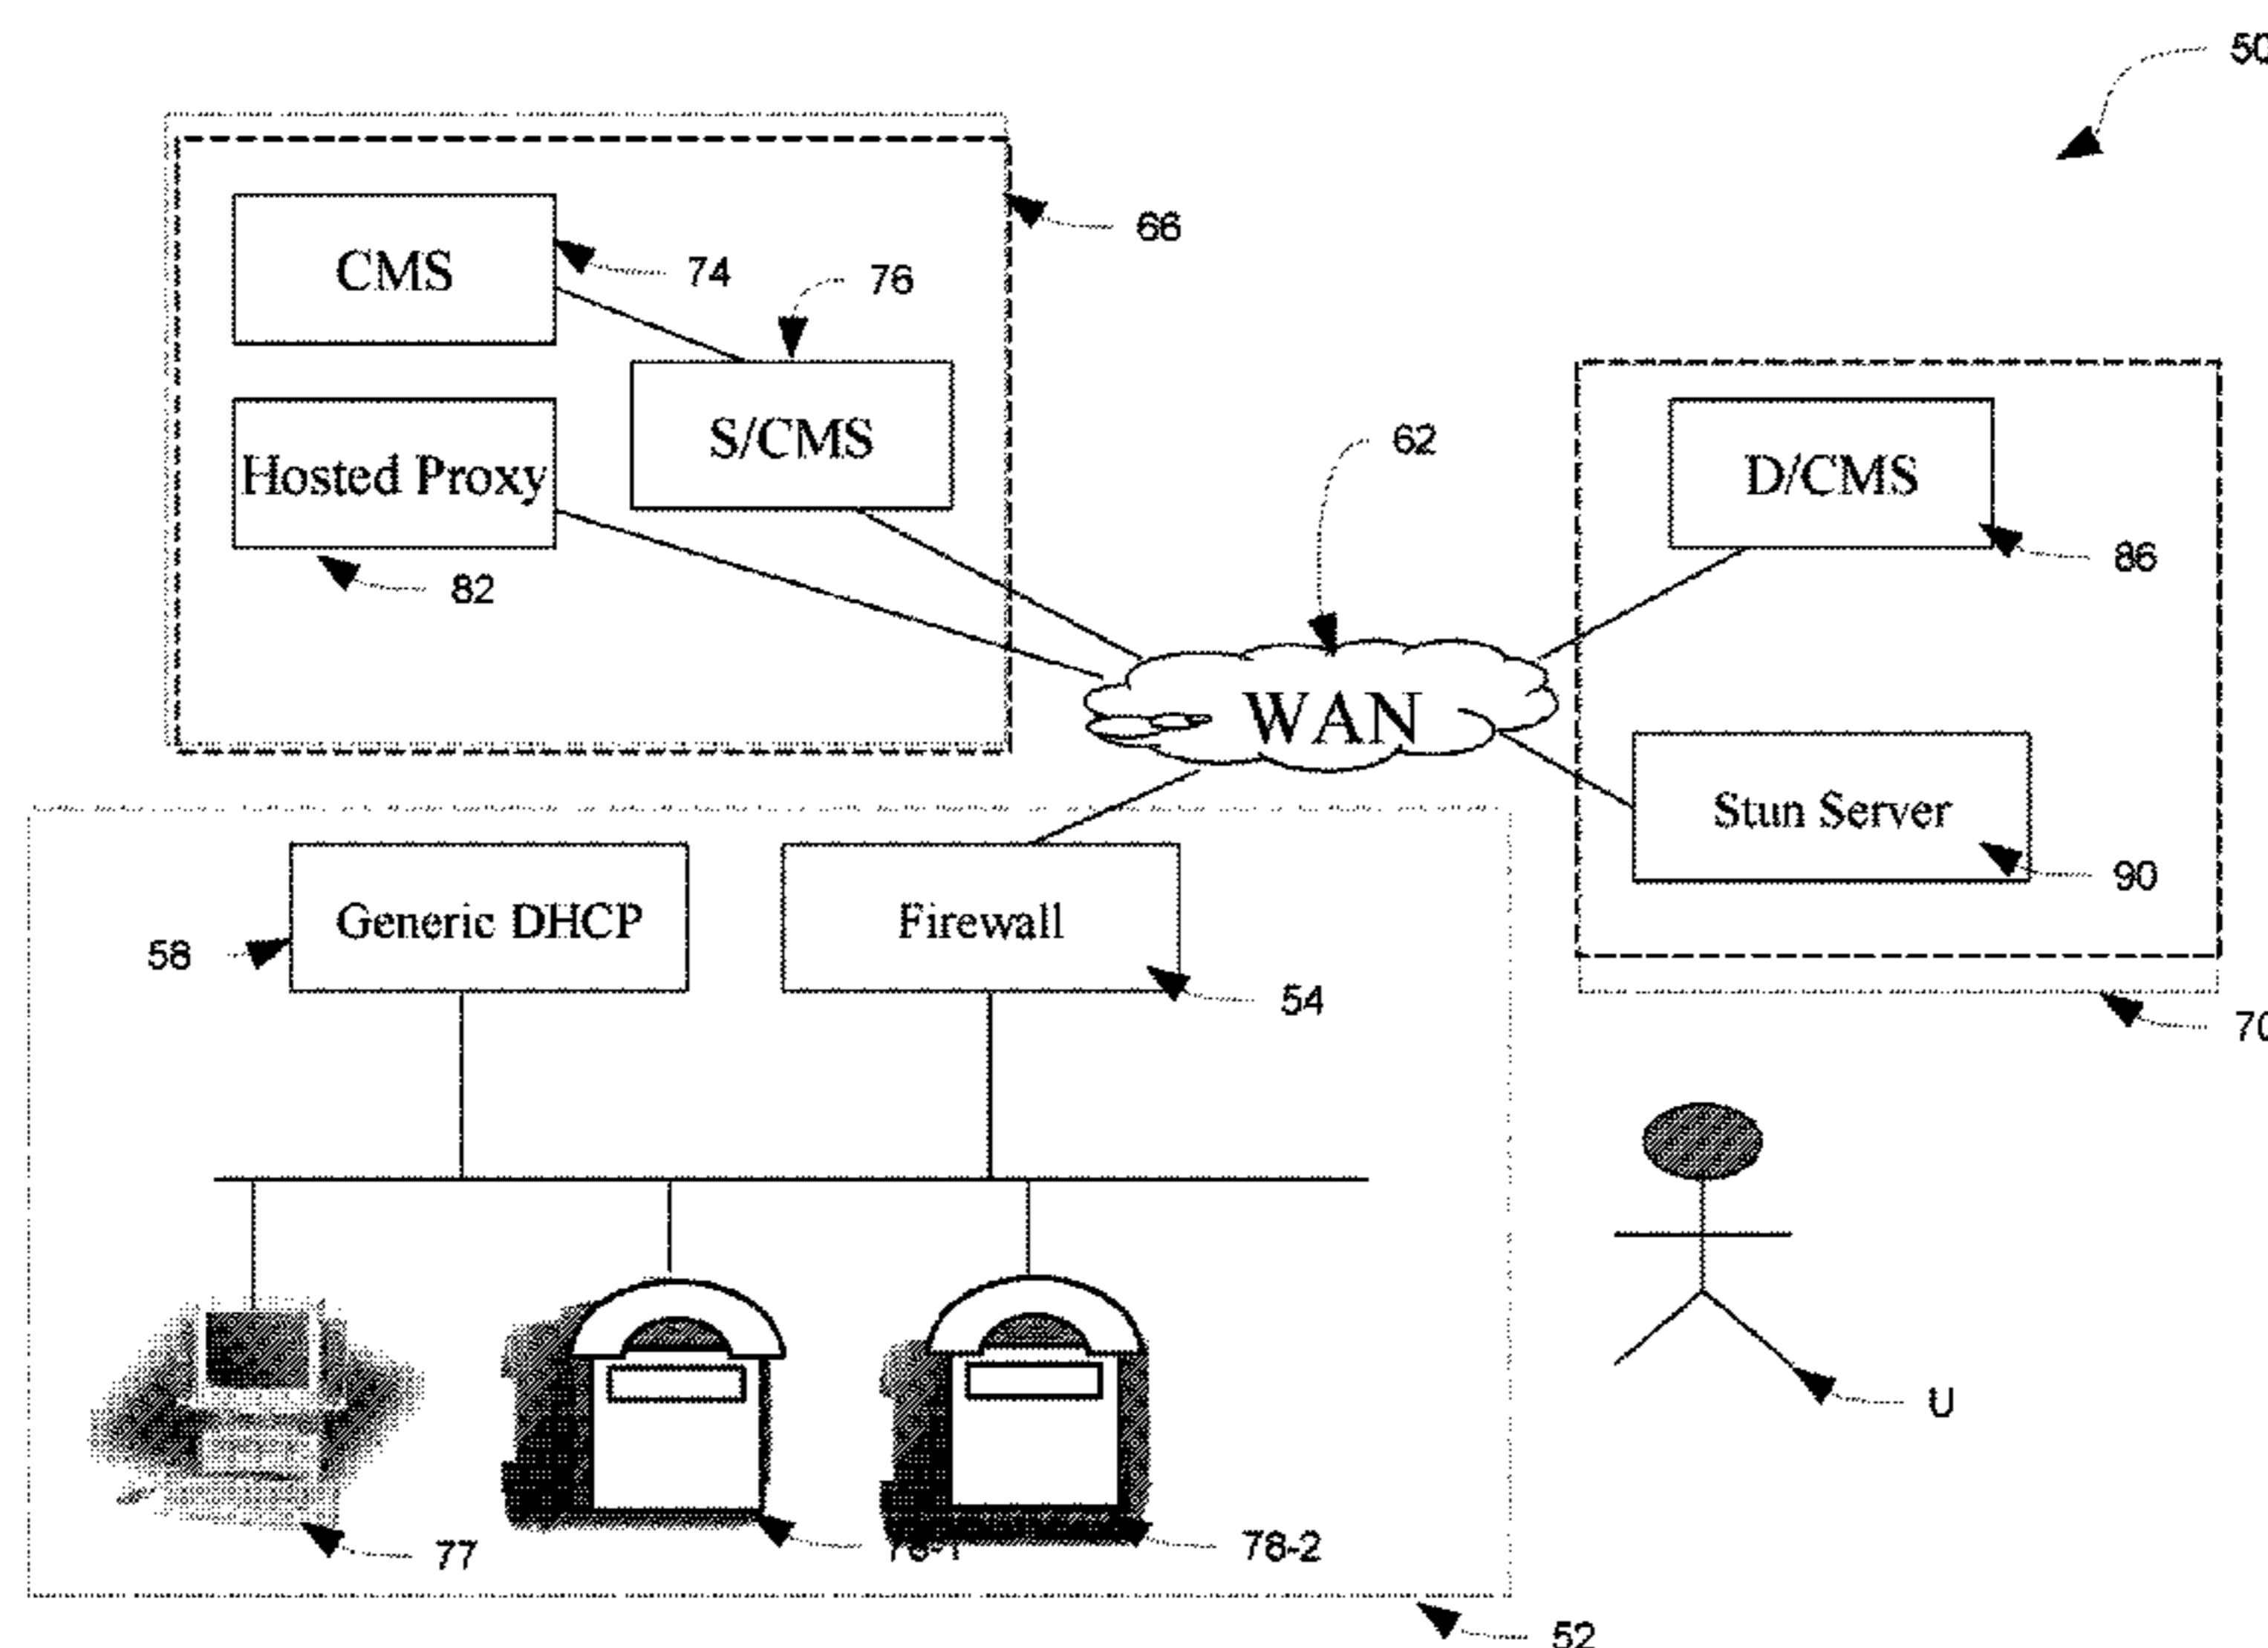 50
66
CMS
74
76
S/CMS
Hosted Proxy
82
62
D/CMS
86
WAN
Stun Server
90
Generic DHCP
58
Firewall
54
70
U
77
78-2
52